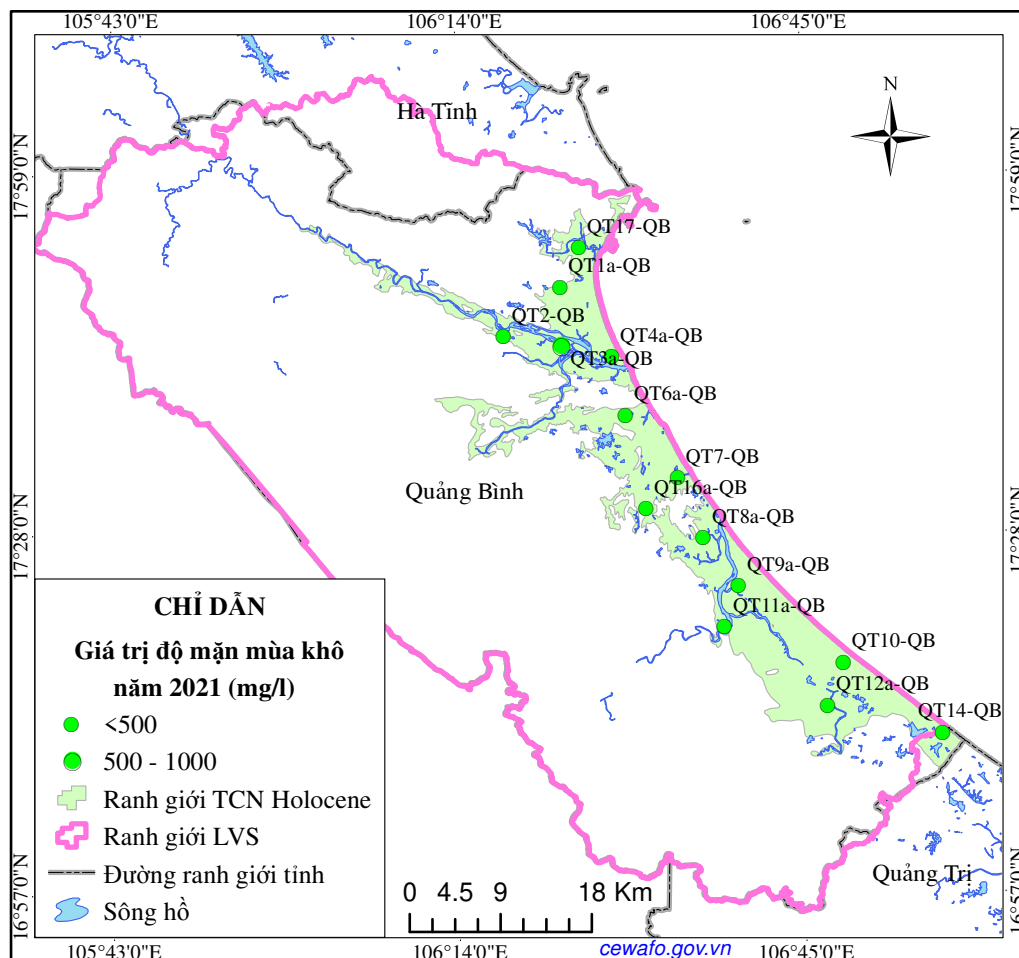 105°43'0"E 106°14'0"E 106°45'0"E
N
Hà Tĩnh
17°59'0"N 17°59'0"N
QT17-QB
QT1a-QB
QT2-QB
QT4a-QB
QT3a-QB
QT6a-QB
QT7-QB
Quảng Bình
QT16a-QB
QT8a-QB
17°28'0"N 17°28'0"N
QT9a-QB
QT11a-QB
QT10-QB
QT12a-QB
QT14-QB
CHỈ DẪN
Giá trị độ mặn mùa khô
năm 2021 (mg/l)
<500
500 - 1000
Ranh giới TCN Holocene
Ranh giới LVS
Đường ranh giới tỉnh
Sông hồ
Quảng Trị
0 4.5 9 18 Km
16°57'0"N 16°57'0"N
cewafo.gov.vn
105°43'0"E 106°14'0"E 106°45'0"E